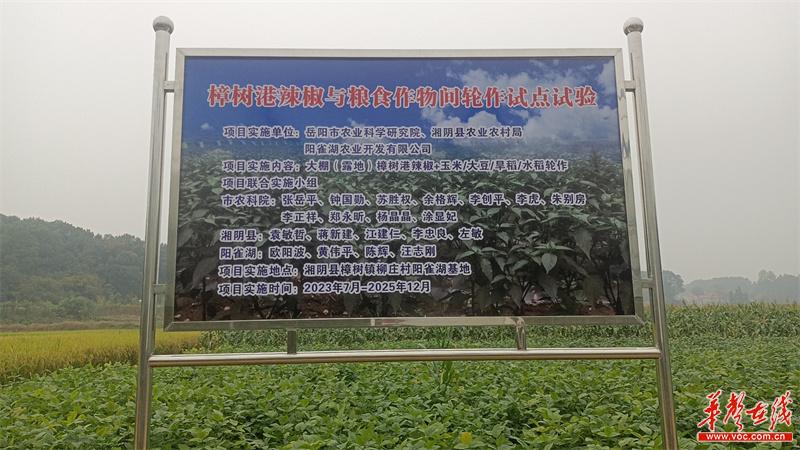 樟树港辣椒与粮食作物间轮作试点试验
项目实施单位：岳阳市农业科学研究院、湘阴县农业农村局
阳雀湖农业开发有限公司
项目实施内容：大棚（露地）樟树港辣椒+玉米/大豆/旱稻/水稻轮作
项目联合实施小组
市农科院：张岳平、钟国勋、苏胜权、余格辉、李创平、李虎、朱别房
李正祥、郑永昕、杨晶晶、涂显妃
湘阴县：袁敏哲、蒋新建、江建仁、李忠良、左敏
阳雀湖：欧阳波、黄伟平、陈辉、汪志刚
项目实施地点：湘阴县樟树镇柳庄村阳雀湖基地
项目实施时间：2023年7月-2025年12月
华声在线
www.voc.com.cn